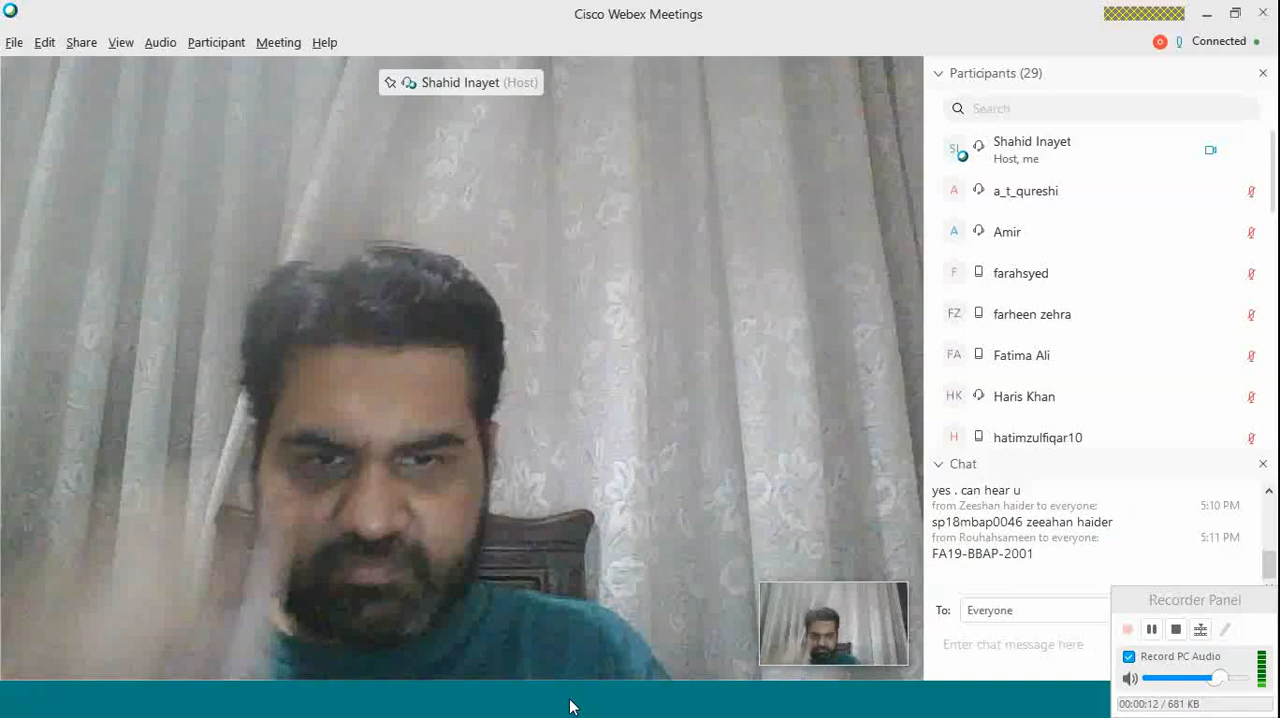 Cisco Webex Meetings
File Edit Share View Audio Participant Meeting Help
Connected
Shahid Inayet (Host)
Participants (29)
Search
Shahid Inayet
Host, me
A a_t_qureshi
A Amir
F farahsyed
FZ farheen zehra
FA Fatima Ali
HK Haris Khan
H hatimzulfiqar10
Chat
yes . can hear u
from Zeeshan haider to everyone: 5:10 PM
sp18mbap0046 zeeahan haider
from Rouhahsameen to everyone: 5:11 PM
FA19-BBAP-2001
To: Everyone
Enter chat message here
Recorder Panel
Record PC Audio
00:00:12 / 681 KB